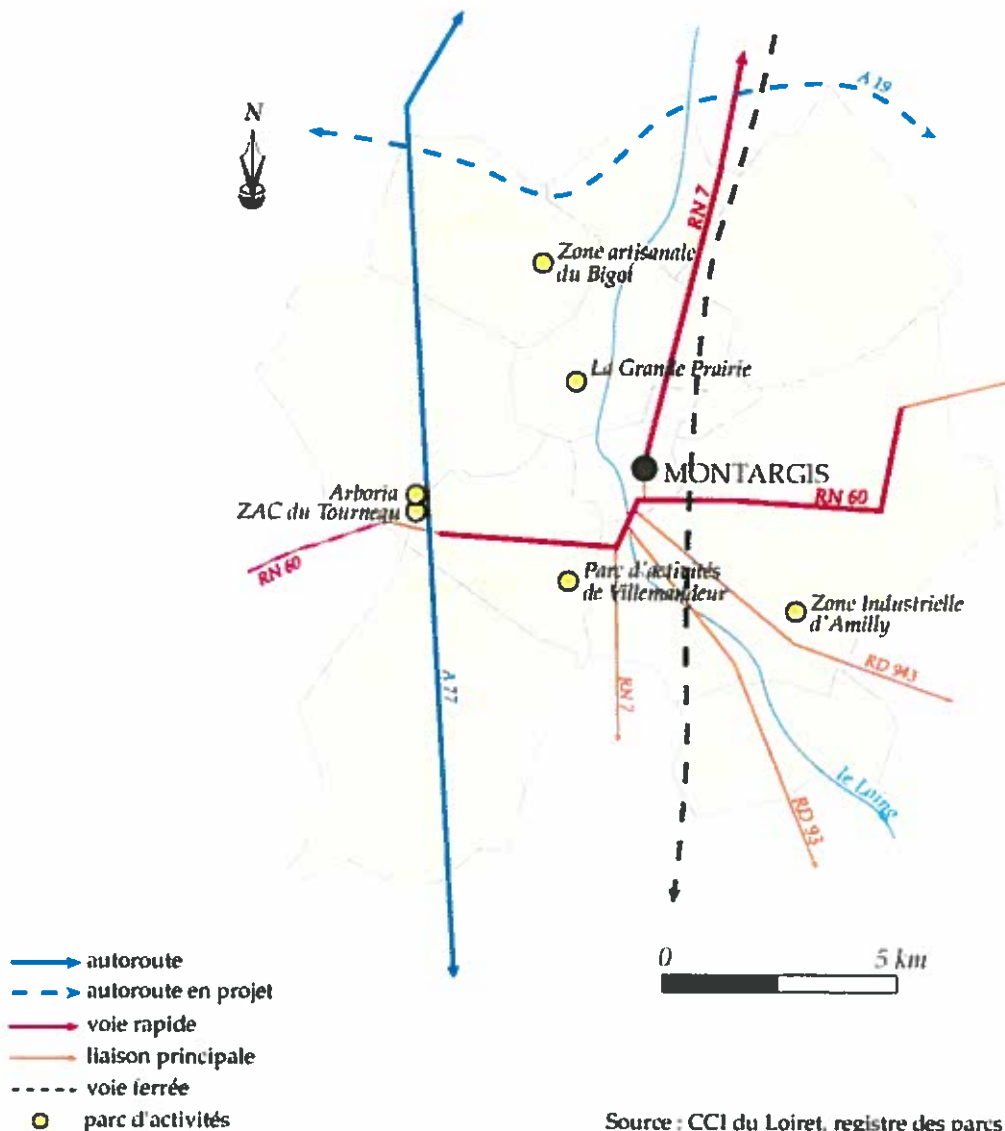 A 19
N
RN 7
Zone artisanale
du Bigot
La Grande Prairie
MONTARGIS
Arboria
ZAC du Tourneau
RN 60
RN 60
Parc d'activités
de Villemandeur
Zone Industrielle
d'Amilly
RD 943
A 77
RN 7
le Loing
RD 93
0 5 km
autoroute
autoroute en projet
voie rapide
liaison principale
voie ferrée
parc d'activités
Source : CCI du Loiret, registre des parcs